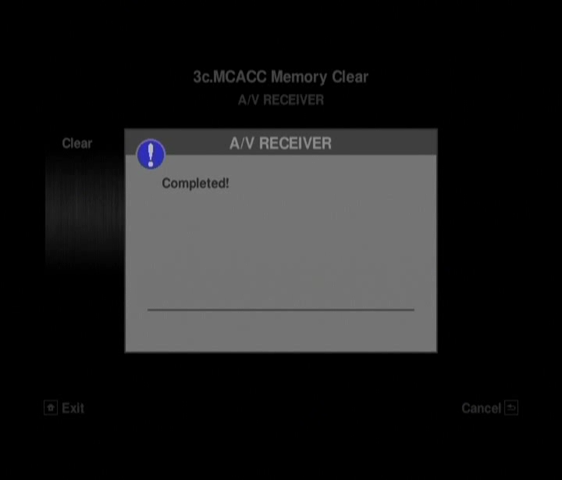 3c.MCACC Memory Clear
A/V RECEIVER
Clear
A/V RECEIVER
Completed!
Exit
Cancel